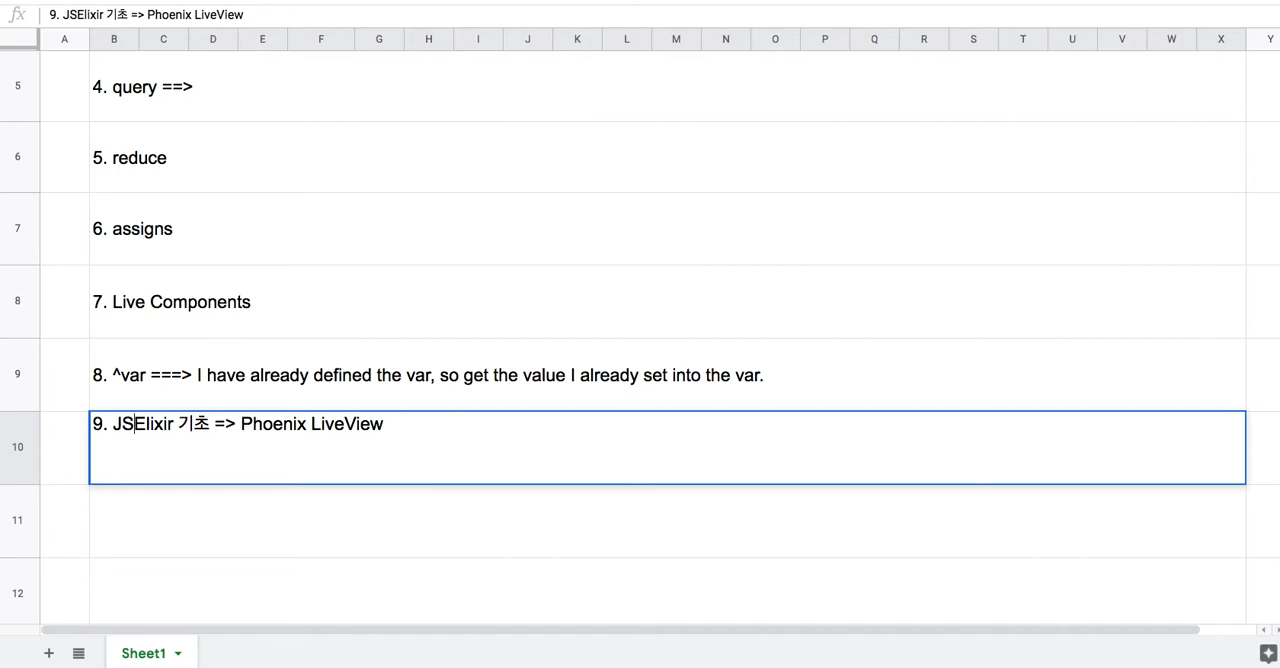 fx 9. JSElixir 기초 => Phoenix LiveView
A B C D E F G H I J K L M N O P Q R S T U V W X Y
5 4. query ==>
6 5. reduce
7 6. assigns
8 7. Live Components
9 8. ^var ===> I have already defined the var, so get the value I already set into the var.
10 9. JSElixir 기초 => Phoenix LiveView
11
12
+ Sheet1